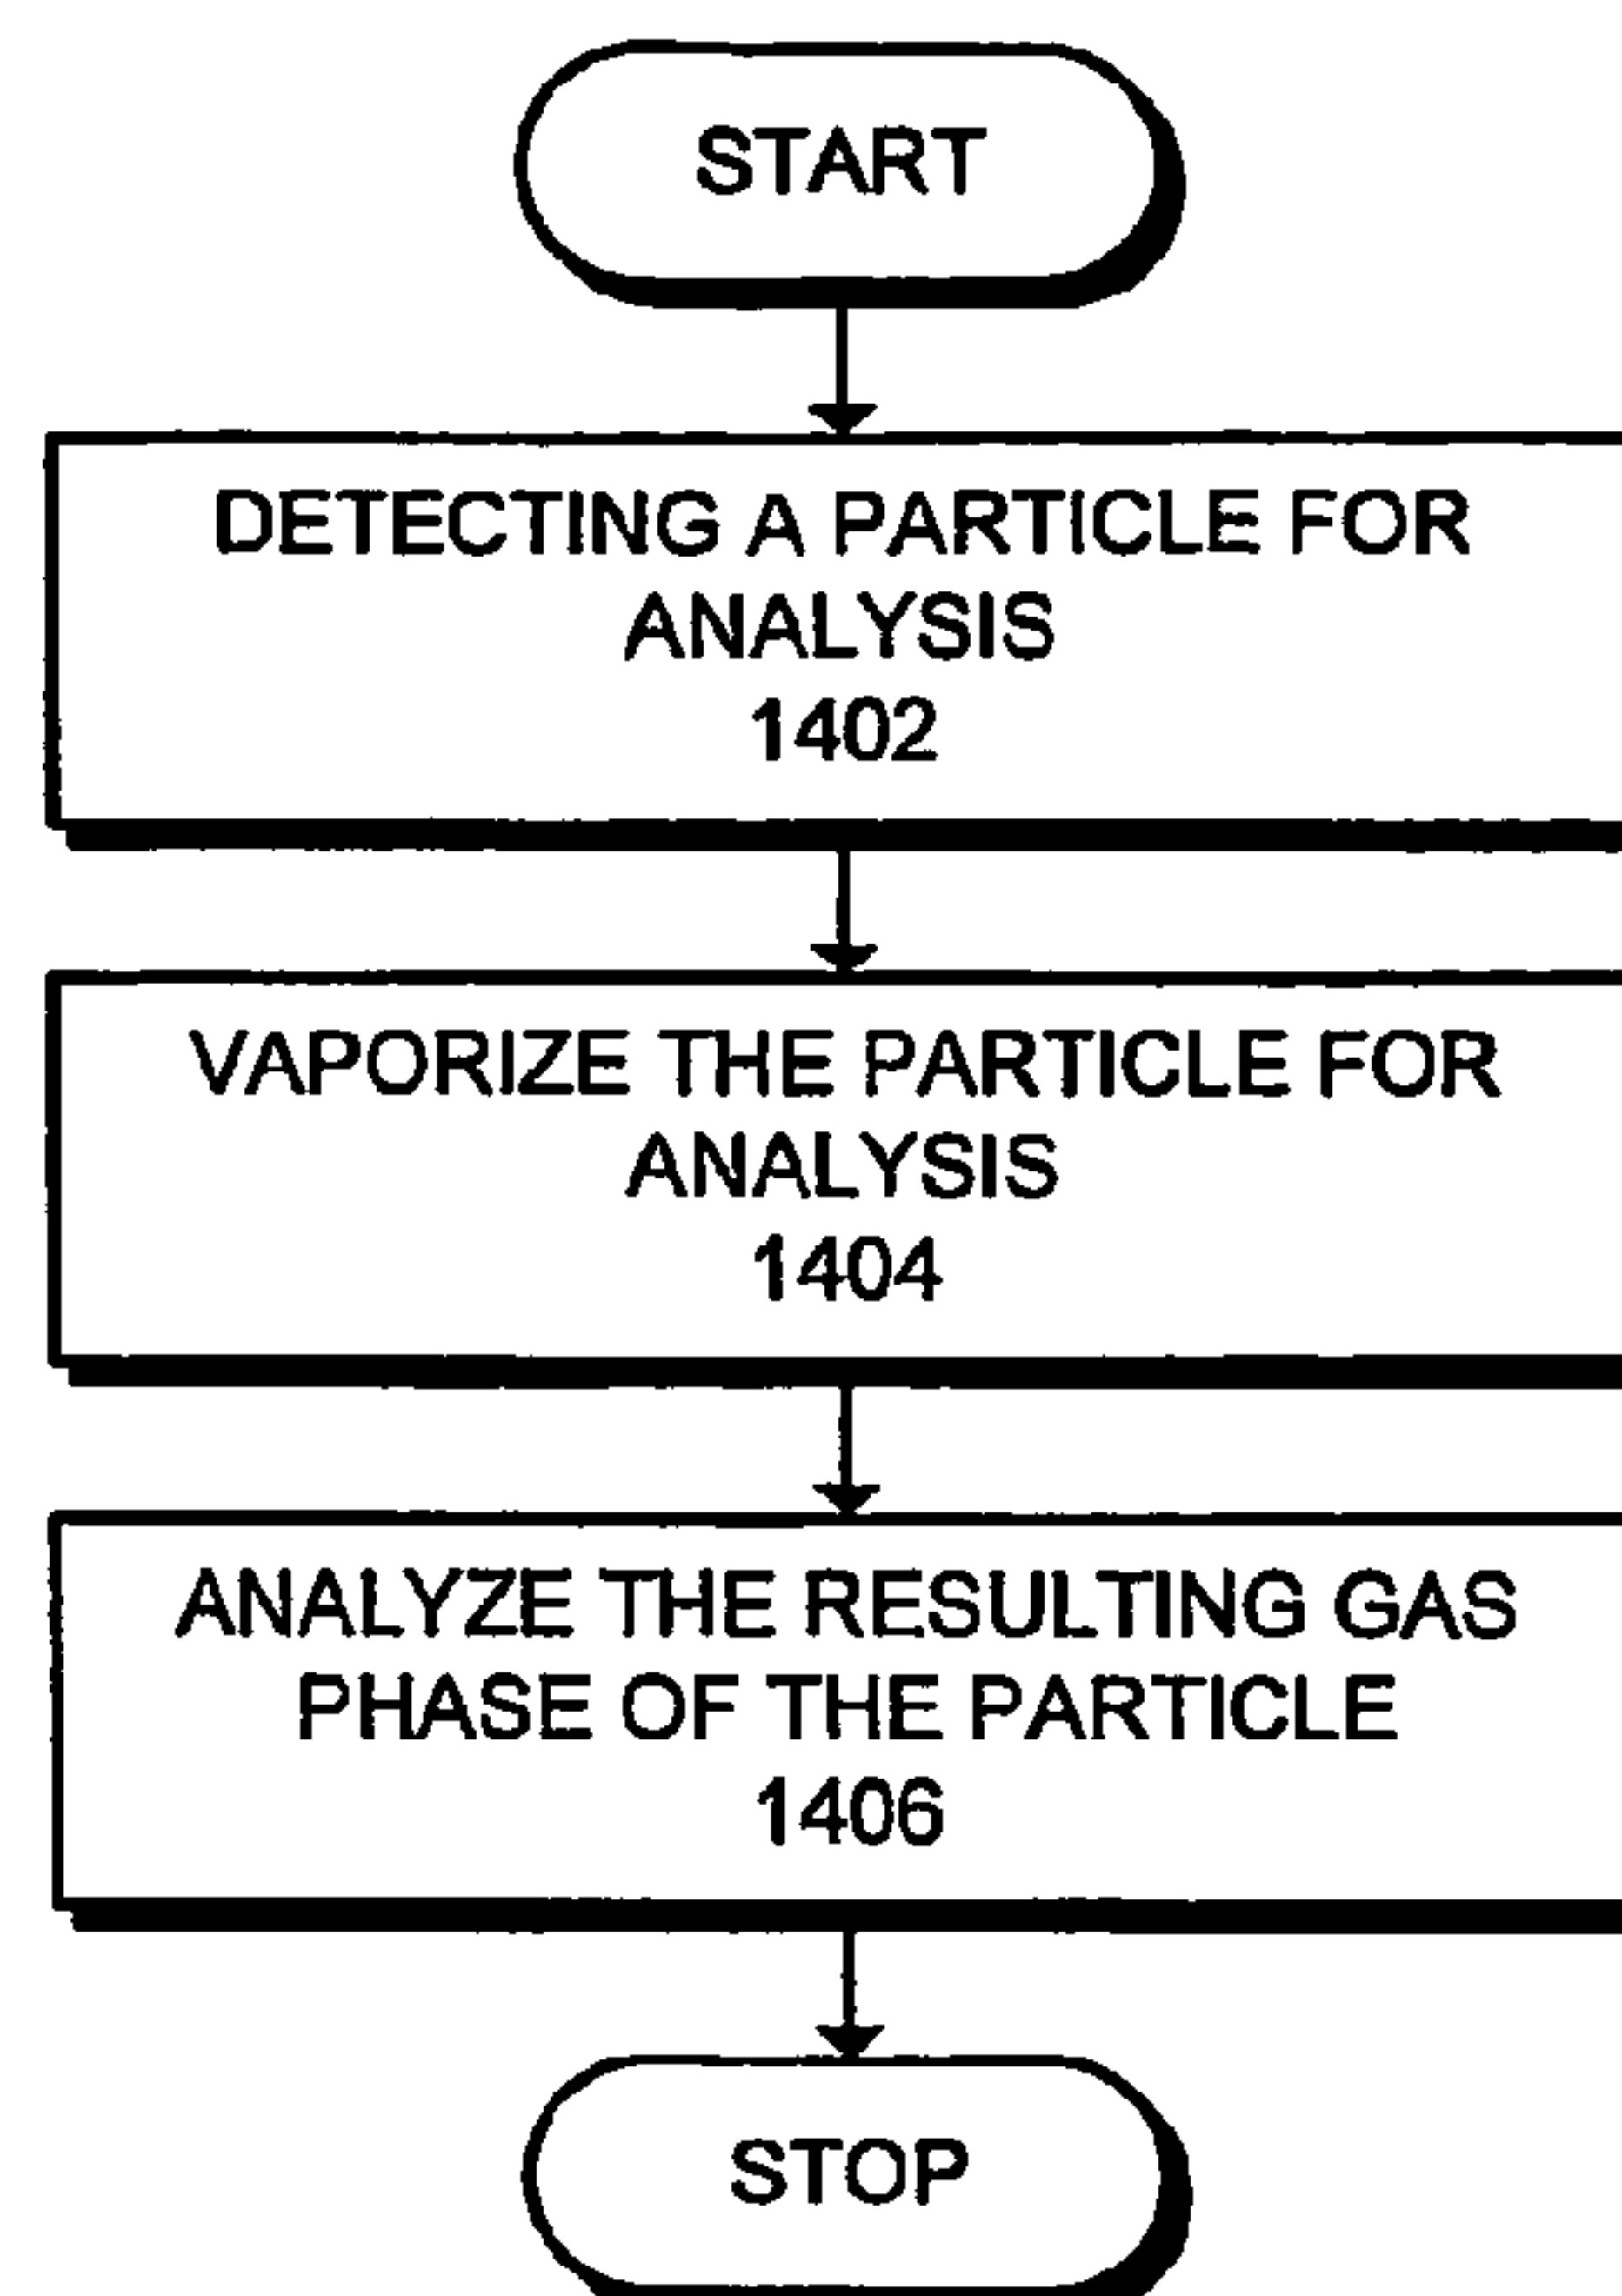 START
DETECTING A PARTICLE FOR
ANALYSIS
1402
VAPORIZE THE PARTICLE FOR
ANALYSIS
1404
ANALYZE THE RESULTING GAS
PHASE OF THE PARTICLE
1406
STOP